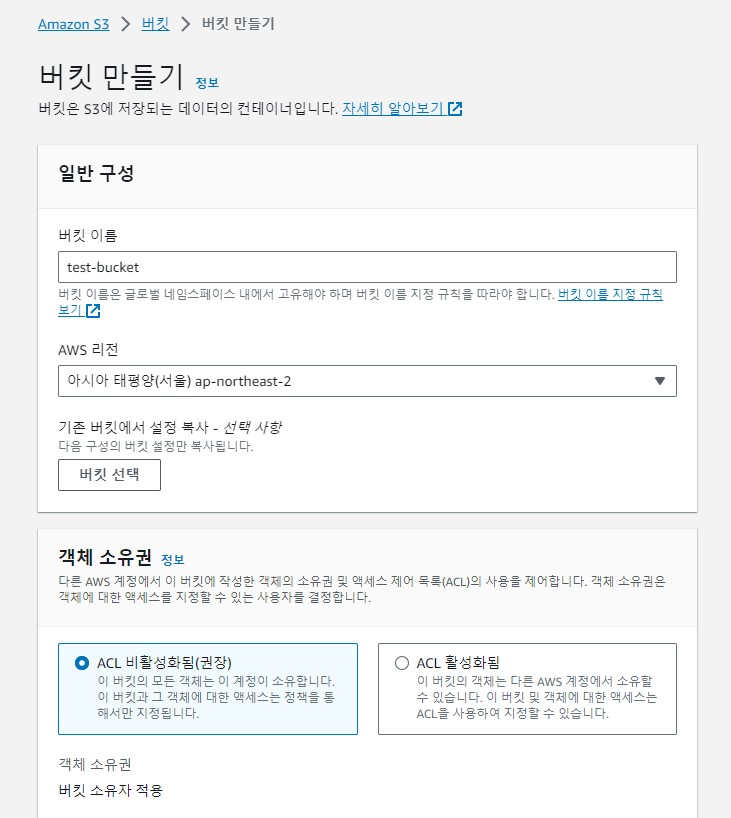 Amazon S3 > 버킷 > 버킷 만들기
버킷 만들기 정보
버킷은 S3에 저장되는 데이터의 컨테이너입니다. 자세히 알아보기
일반 구성
버킷 이름
test-bucket
버킷 이름은 글로벌 네임스페이스 내에서 고유해야 하며 버킷 이름 지정 규칙을 따라야 합니다. 버킷 이름 지정 규칙
보기
AWS 리전
아시아 태평양(서울) ap-northeast-2
기존 버킷에서 설정 복사 - 선택 사항
다음 구성의 버킷 설정만 복사됩니다.
버킷 선택
객체 소유권 정보
다른 AWS 계정에서 이 버킷에 작성한 객체의 소유권 및 액세스 제어 목록(ACL)의 사용을 제어합니다. 객체 소유권은
객체에 대한 액세스를 지정할 수 있는 사용자를 결정합니다.
ACL 비활성화됨(권장)
이 버킷의 모든 객체는 이 계정이 소유합니다.
이 버킷과 그 객체에 대한 액세스는 정책을 통
해서만 지정됩니다.
ACL 활성화됨
이 버킷의 객체는 다른 AWS 계정에서 소유할
수 있습니다. 이 버킷 및 객체에 대한 액세스는
ACL을 사용하여 지정할 수 있습니다.
객체 소유권
버킷 소유자 적용